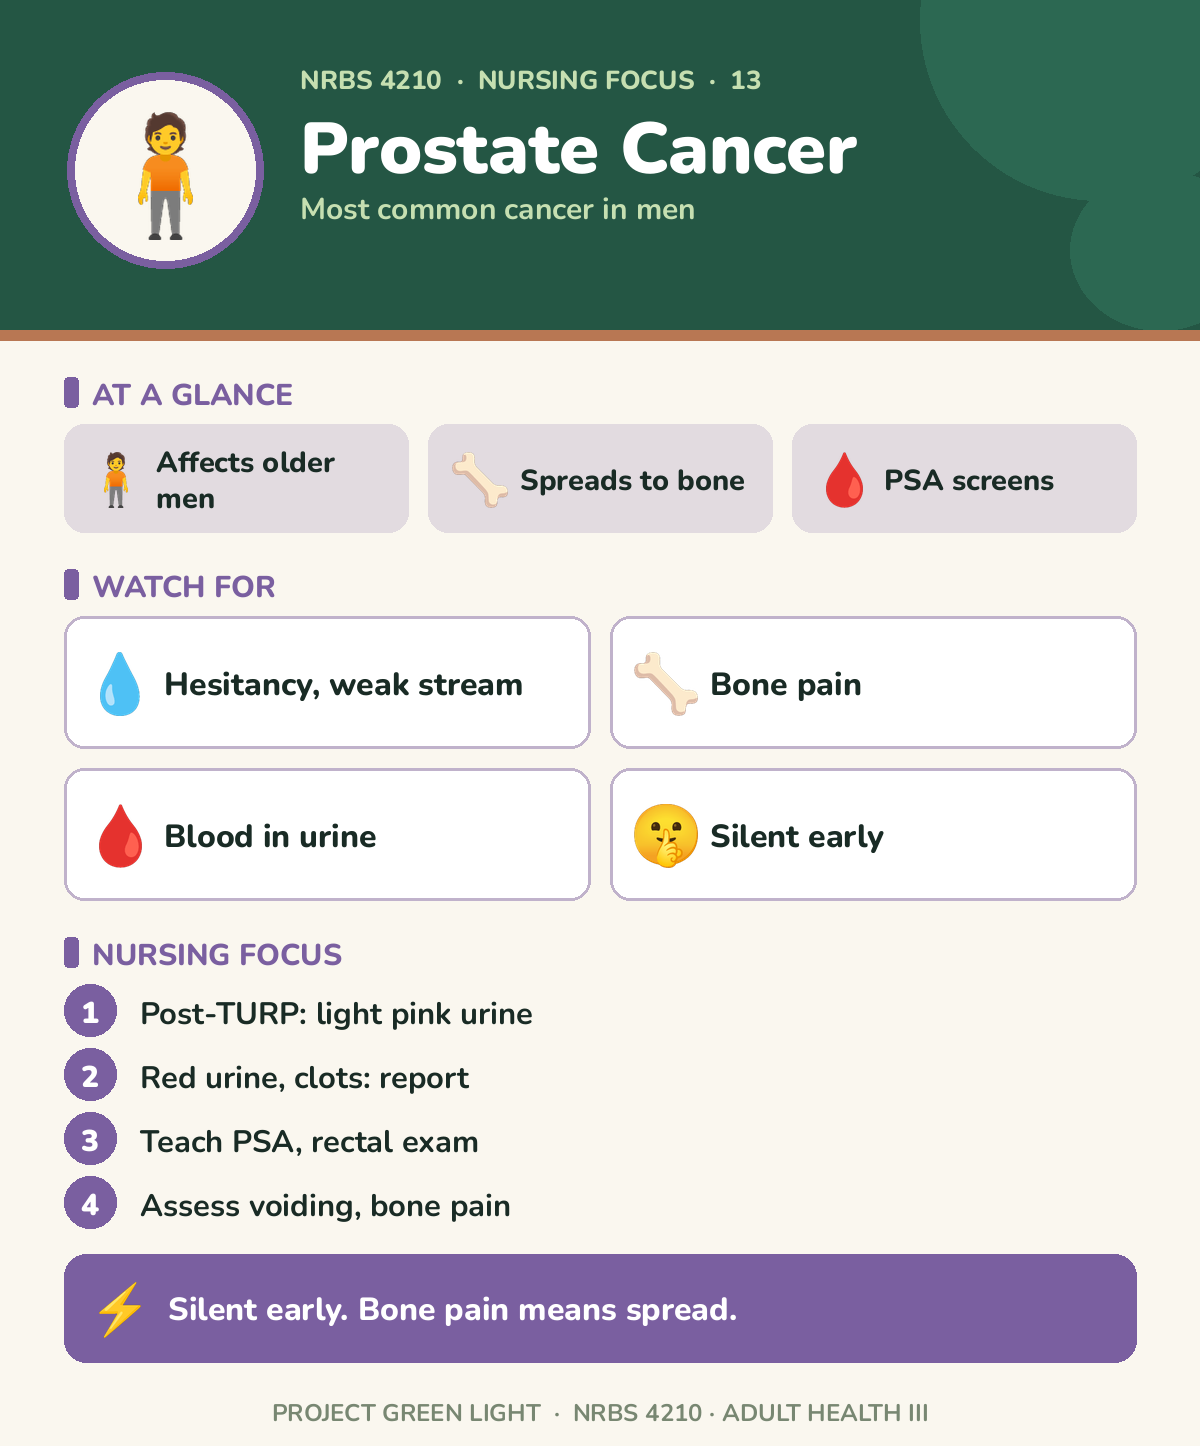 NRBS 4210 · NURSING FOCUS · 13
Prostate Cancer
Most common cancer in men
AT A GLANCE
Affects older
men
Spreads to bone
PSA screens
WATCH FOR
Hesitancy, weak stream
Bone pain
Blood in urine
Silent early
NURSING FOCUS
1 Post-TURP: light pink urine
2 Red urine, clots: report
3 Teach PSA, rectal exam
4 Assess voiding, bone pain
Silent early. Bone pain means spread.
PROJECT GREEN LIGHT · NRBS 4210 · ADULT HEALTH III